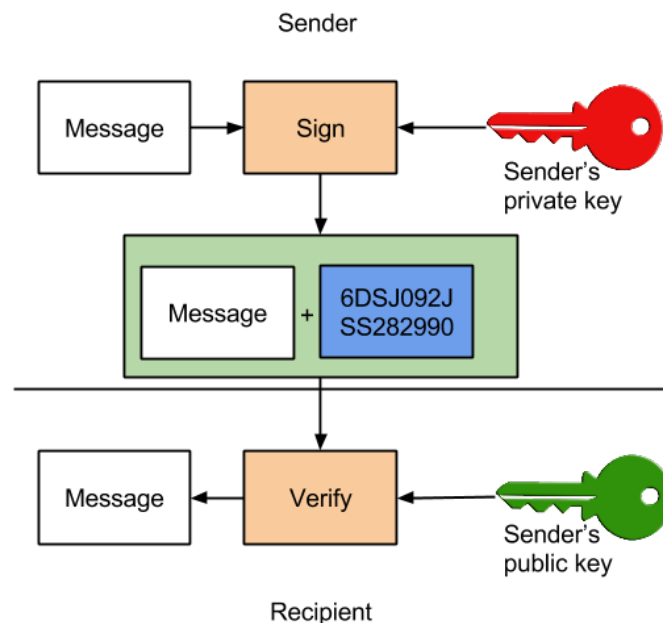 Sender
Message
Sign
Sender's
private key
Message
+
6DSJ092J
SS282990
Message
Verify
Sender's
public key
Recipient